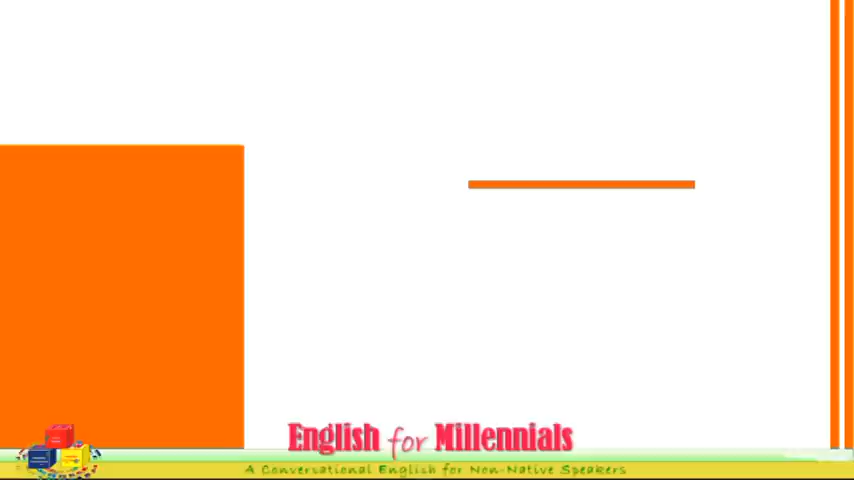 English for Millennials
A Conversational English for Non-Native Speakers